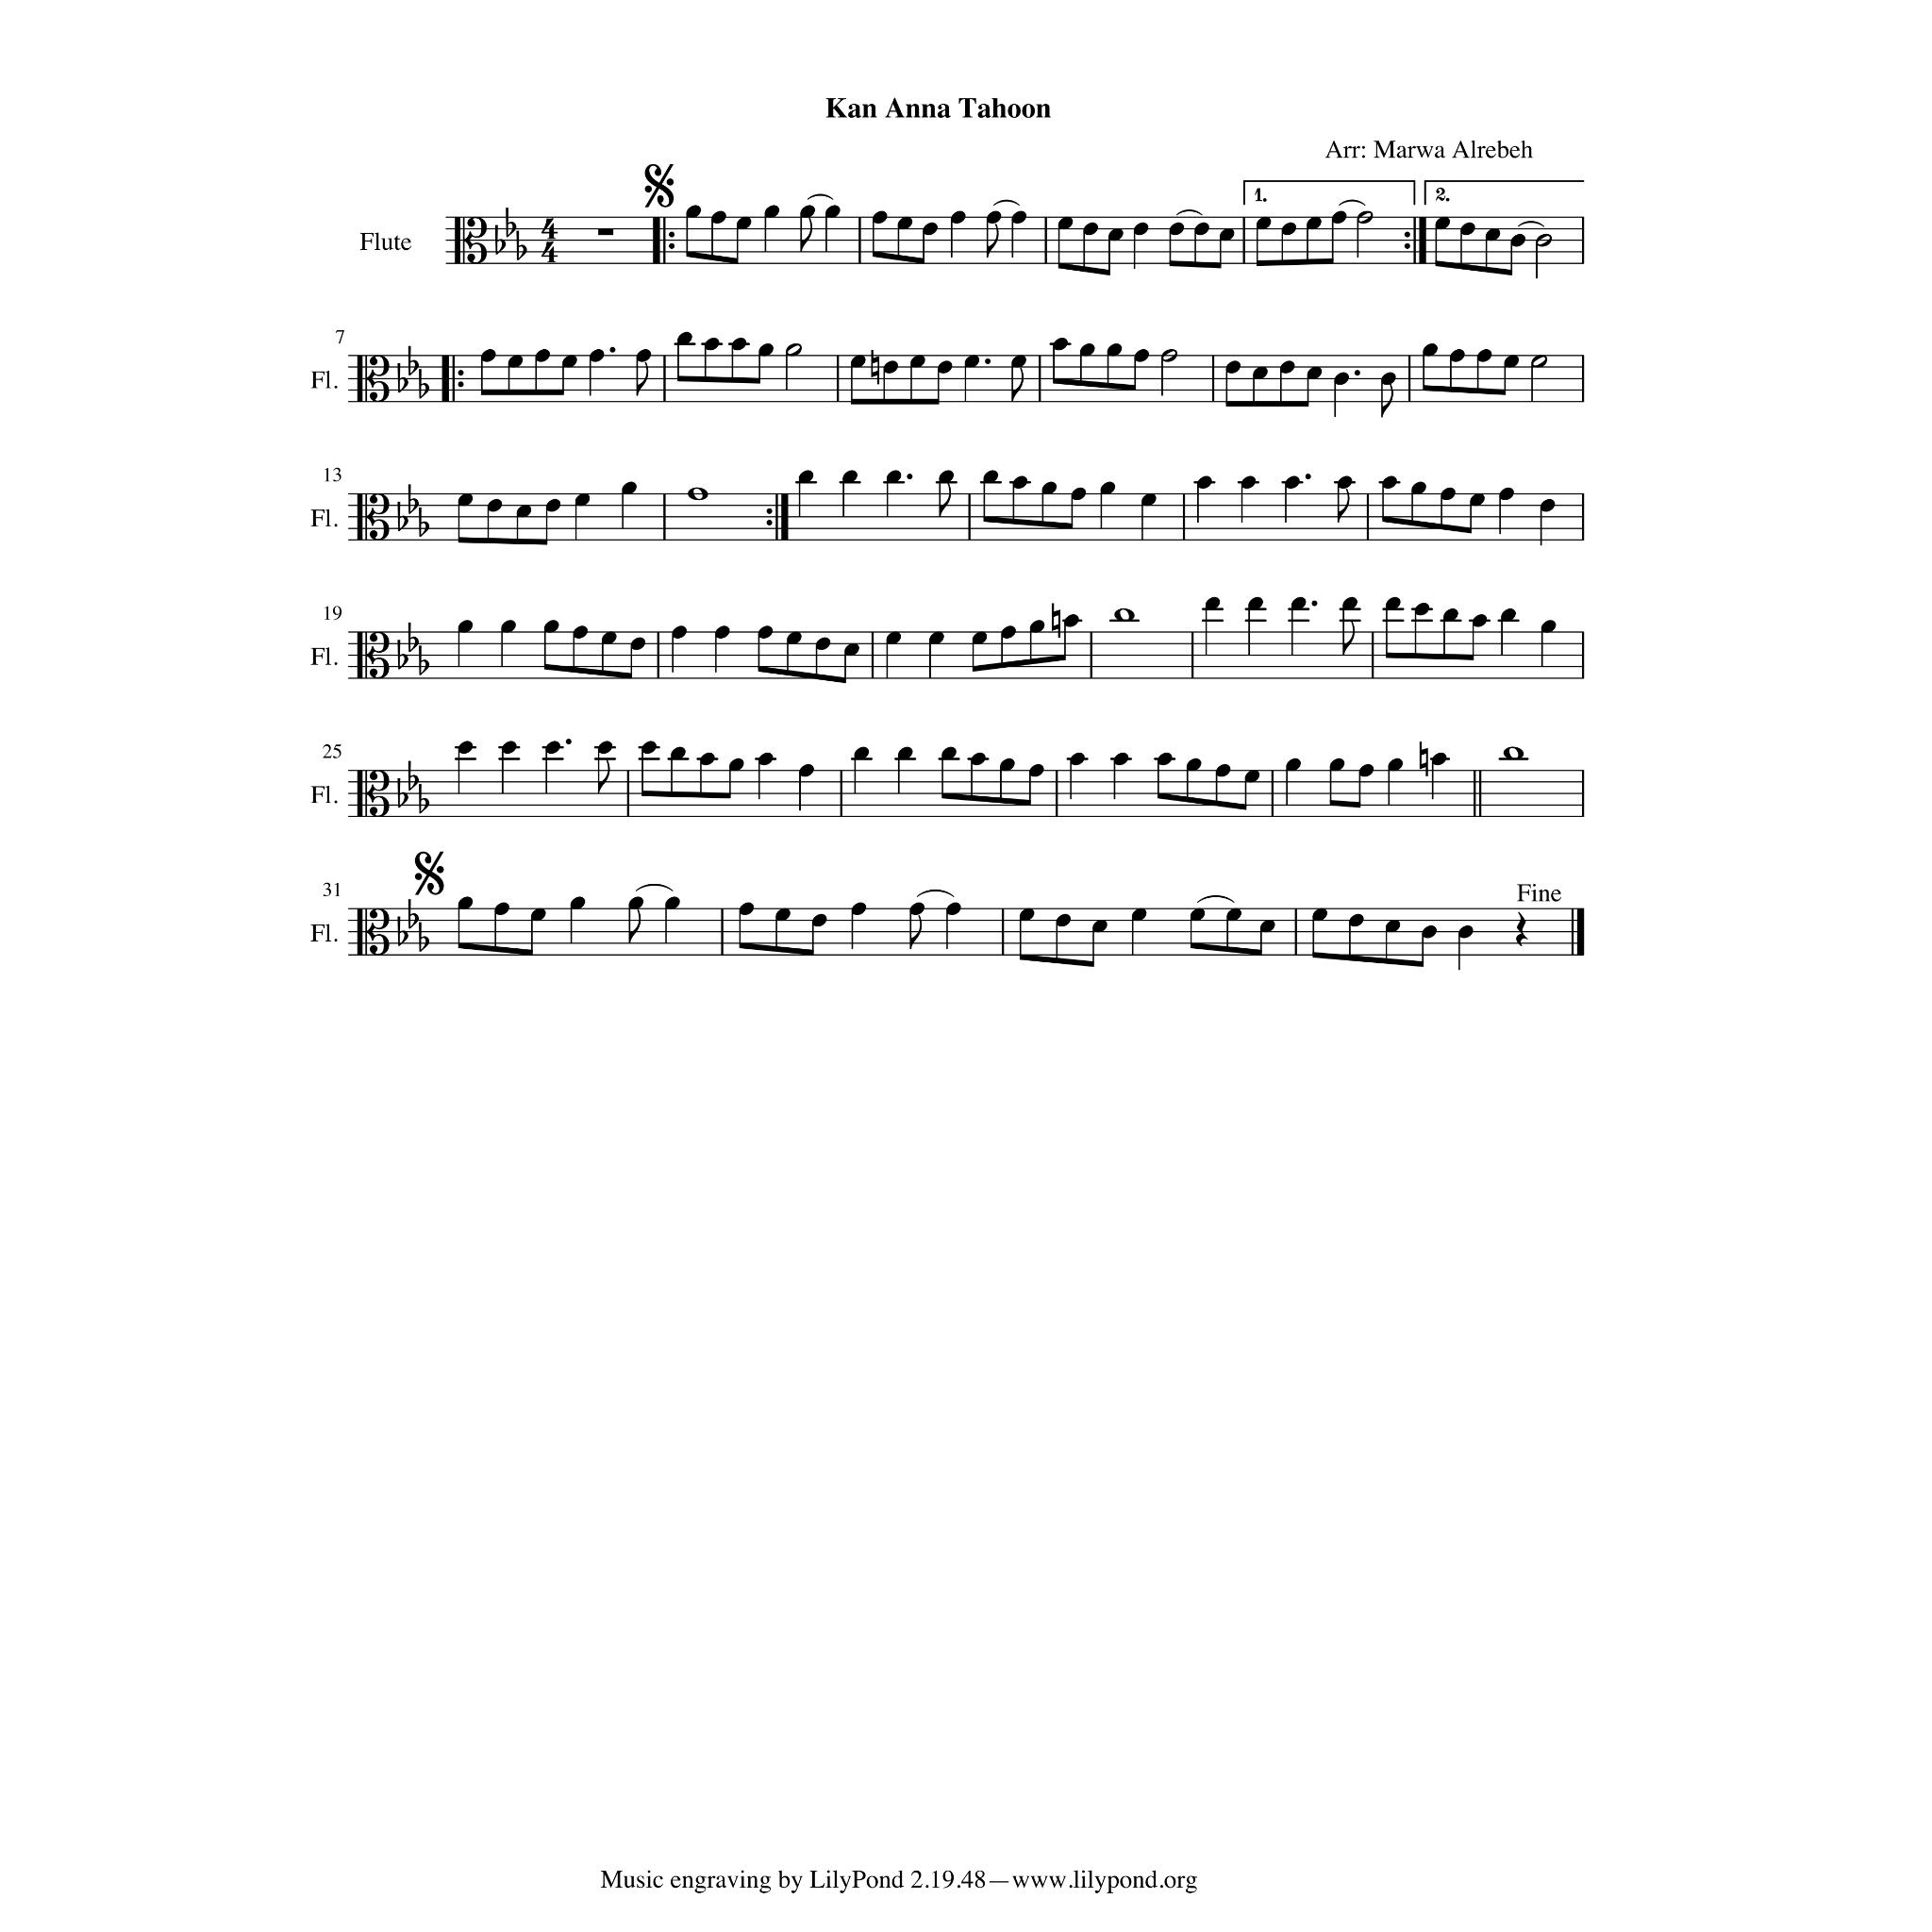 Kan Anna Tahoon
Arr: Marwa Alrebeh
Flute
4
4
1.
2.
7
Fl.
13
Fl.
19
Fl.
25
Fl.
31
Fl.
Fine
Music engraving by LilyPond 2.19.48—www.lilypond.org